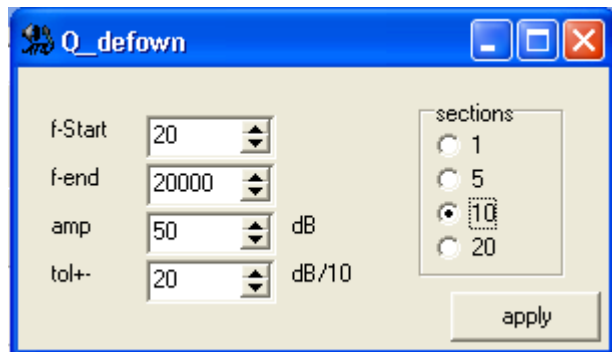 Q_defown
f-Start 20
f-end 20000
amp 50 dB
tol+- 20 dB/10
sections
1
5
10
20
apply